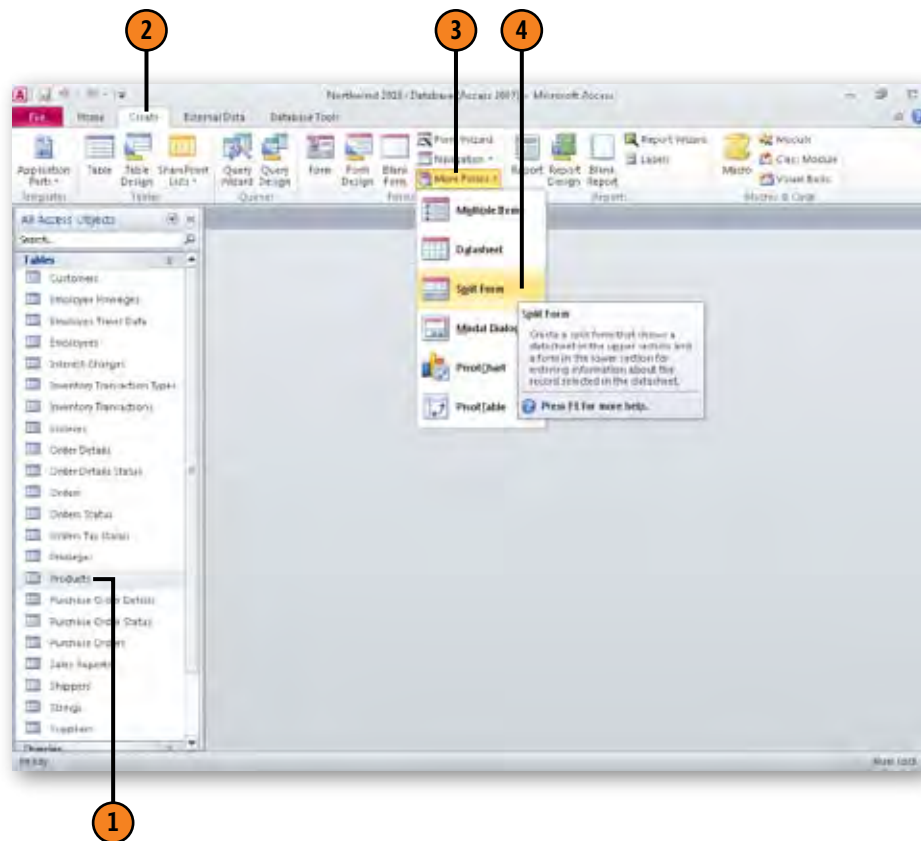 2
3
4
Northwind 2010 : Database (Access 2007) - Microsoft Access
File Home Create External Data Database Tools
Application Parts
Table
Table Design
SharePoint Lists
Query Wizard
Query Design
Form
Form Design
Blank Form
Form Wizard
Navigation
More Forms
Report
Report Design
Blank Report
Report Wizard
Labels
Macro
Module
Class Module
Visual Basic
Templates
Tables
Queries
Forms
Reports
Macros & Code
All Access Objects
Search...
Tables
Customers
Employee Privileges
Employees
Inventory Transaction Types
Inventory Transactions
Invoices
Order Details
Order Details Status
Orders
Orders Status
Orders Tax Status
Privileges
Products
Purchase Order Details
Purchase Order Status
Purchase Orders
Sales Reports
Shippers
Strings
Suppliers
Queries
Ready
Num Lock
Multiple Items
Datasheet
Split Form
Modal Dialog
PivotChart
PivotTable
Split Form
Create a split form that shows a
datasheet in the upper section and
a form in the lower section for
entering information about the
record selected in the datasheet.
Press F1 for more help.
1